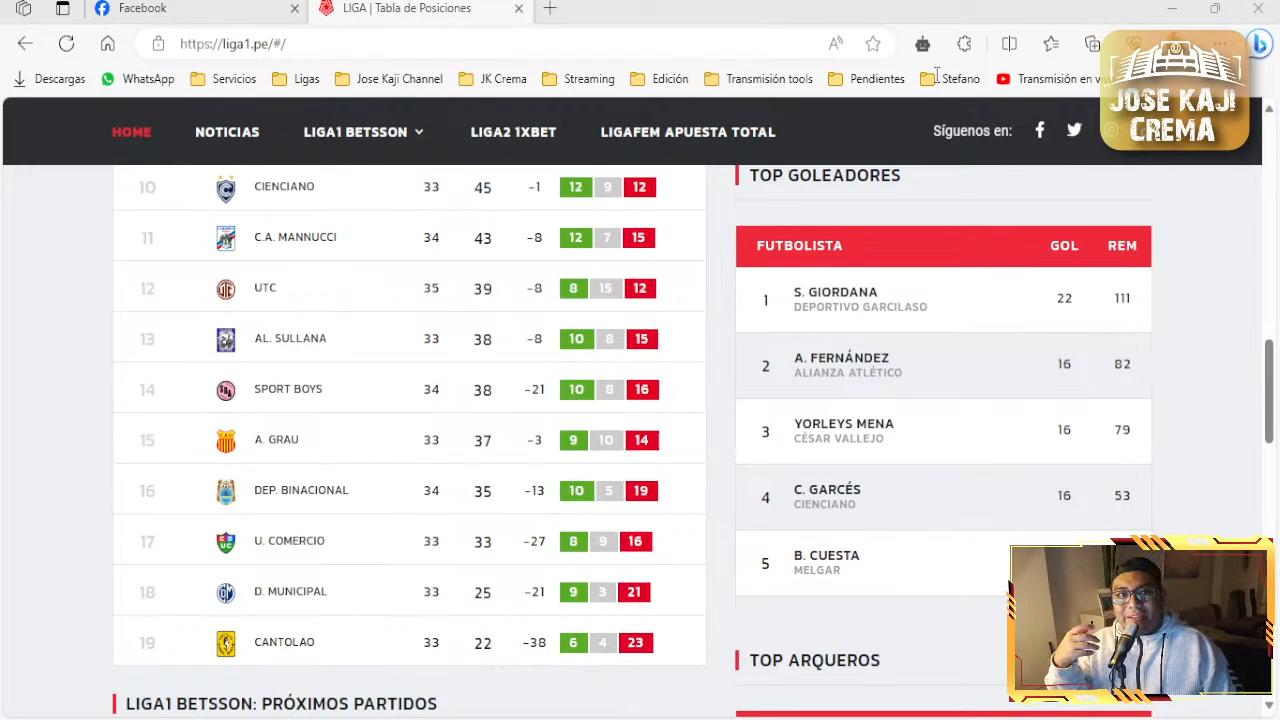 Facebook
LIGA | Tabla de Posiciones
https://liga1.pe/#/
Descargas WhatsApp Servicios Ligas Jose Kaji Channel JK Crema Streaming Edición Transmisión tools Pendientes Stefano Transmisión en
JOSE KAJI
CREMA
HOME NOTICIAS LIGA1 BETSSON LIGA2 1XBET LIGAFEM APUESTA TOTAL Síguenos en:
10 CIENCIANO 33 45 -1 12 9 12
11 C.A. MANNUCCI 34 43 -8 12 7 15
12 UTC 35 39 -8 8 15 12
13 AL. SULLANA 33 38 -8 10 8 15
14 SPORT BOYS 34 38 -21 10 8 16
15 A. GRAU 33 37 -3 9 10 14
16 DEP. BINACIONAL 34 35 -13 10 5 19
17 U. COMERCIO 33 33 -27 8 9 16
18 D. MUNICIPAL 33 25 -21 9 3 21
19 CANTOLAO 33 22 -38 6 4 23
LIGA1 BETSSON: PRÓXIMOS PARTIDOS
TOP GOLEADORES
FUTBOLISTA GOL REM
1 S. GIORDANA 22 111
DEPORTIVO GARCILASO
2 A. FERNÁNDEZ 16 82
ALIANZA ATLÉTICO
3 YORLEYS MENA 16 79
CÉSAR VALLEJO
4 C. GARCÉS 16 53
CIENCIANO
5 B. CUESTA
MELGAR
TOP ARQUEROS